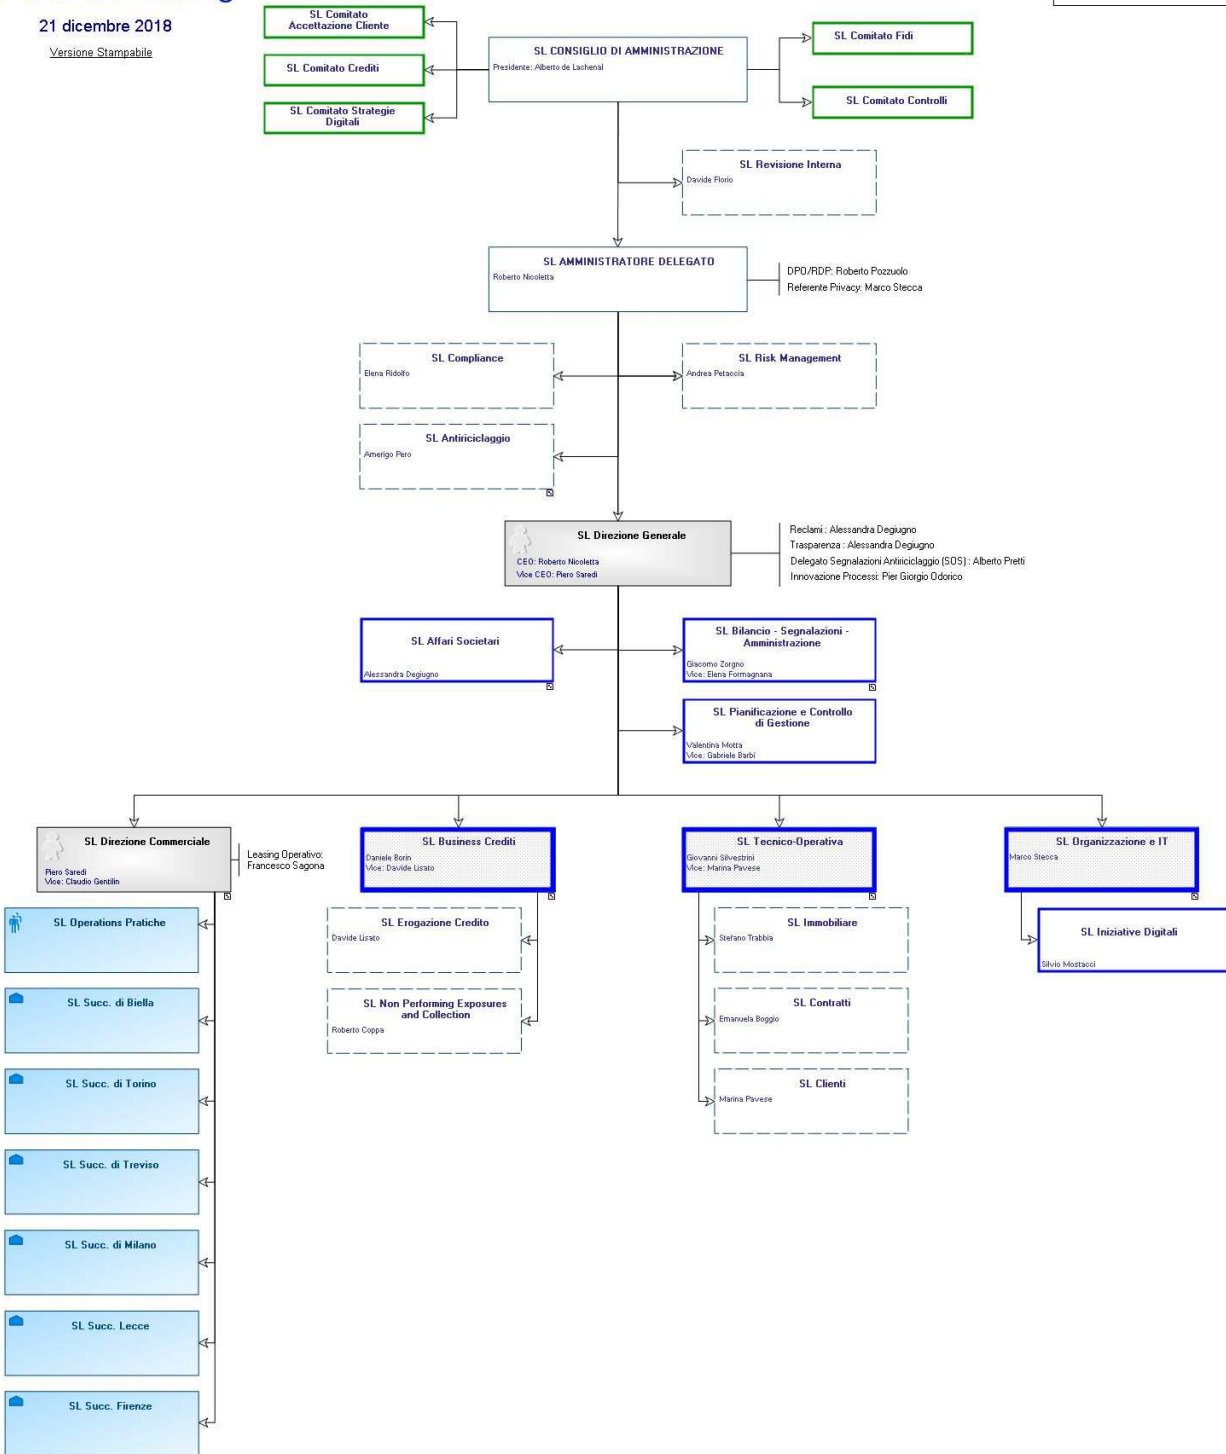 21 dicembre 2018
Versione Stampabile
SL Comitato
Accettazione Cliente
SL Comitato Crediti
SL Comitato Strategie
Digitali
SL CONSIGLIO DI AMMINISTRAZIONE
Presidente: Alberto de Lachenal
SL Comitato Fidi
SL Comitato Controlli
SL Revisione Interna
Davide Florio
SL AMMINISTRATORE DELEGATO
Roberto Nicoletta
DPO/RDP: Roberto Pozzuolo
Referente Privacy: Marco Stecca
SL Compliance
Elena Ridolfo
SL Risk Management
Andrea Petaccia
SL Antiriciclaggio
Amerigo Pero
SL Direzione Generale
CEO: Roberto Nicoletta
Vice CEO: Piero Saredi
Reclami : Alessandra Degiugno
Trasparenza : Alessandra Degiugno
Delegato Segnalazioni Antiriciclaggio (SOS) : Alberto Pretti
Innovazione Processi: Pier Giorgio Odorico
SL Affari Societari
Alessandra Degiugno
SL Bilancio - Segnalazioni -
Amministrazione
Giacomo Zorgno
Vice: Elena Formagnana
SL Pianificazione e Controllo
di Gestione
Valentina Motta
Vice: Gabriele Barbi
SL Direzione Commerciale
Piero Saredi
Vice: Claudio Gentilin
Leasing Operativo:
Francesco Sagona
SL Business Crediti
Daniele Borin
Vice: Davide Lisato
SL Tecnico-Operativa
Giovanni Silvestrini
Vice: Marina Pavese
SL Organizzazione e IT
Marco Stecca
SL Operations Pratiche
SL Erogazione Credito
Davide Lisato
SL Immobiliare
Stefano Trabbia
SL Iniziative Digitali
Silvio Mostacci
SL Succ. di Biella
SL Non Performing Exposures
and Collection
Roberto Coppa
SL Contratti
Emanuela Boggio
SL Succ. di Torino
SL Clienti
Marina Pavese
SL Succ. di Treviso
SL Succ. di Milano
SL Succ. Lecce
SL Succ. Firenze